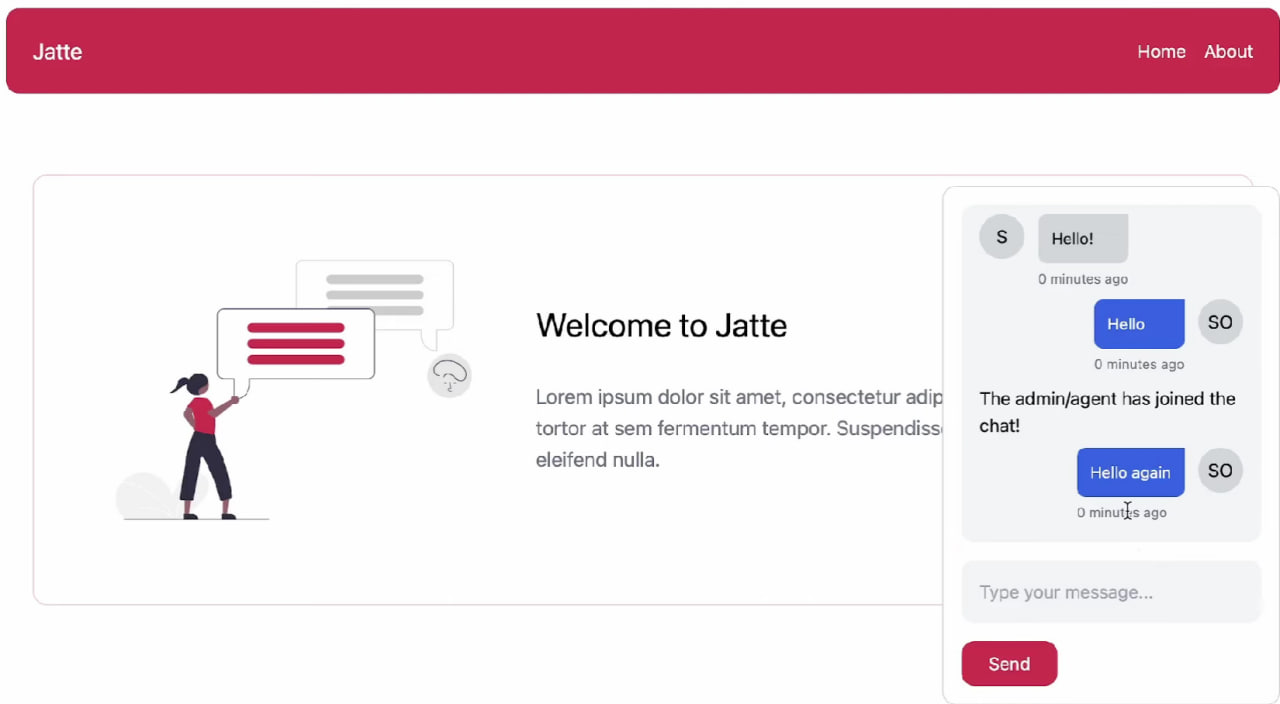 Jatte
Home About
Welcome to Jatte
Lorem ipsum dolor sit amet, consectetur adip
tortor at sem fermentum tempor. Suspendisse
eleifend nulla.
S
Hello!
0 minutes ago
Hello
SO
0 minutes ago
The admin/agent has joined the
chat!
Hello again
SO
0 minutes ago
Type your message...
Send